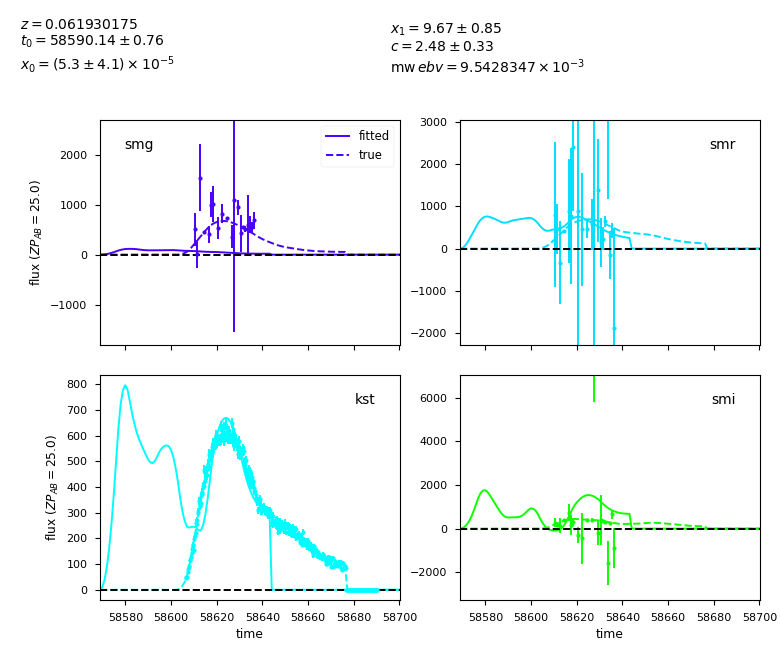 z = 0.061930175
t₀ = 58590.14 ± 0.76
x₀ = (5.3 ± 4.1) × 10⁻⁵
x₁ = 9.67 ± 0.85
c = 2.48 ± 0.33
mw ebv = 9.5428347 × 10⁻³
smg
fitted
true
2000
1000
0
−1000
flux (ZP_AB = 25.0)
smr
3000
2000
1000
0
−1000
−2000
kst
800
700
600
500
400
300
200
100
0
flux (ZP_AB = 25.0)
58580 58600 58620 58640 58660 58680 58700
time
smi
6000
4000
2000
0
−2000
58580 58600 58620 58640 58660 58680 58700
time